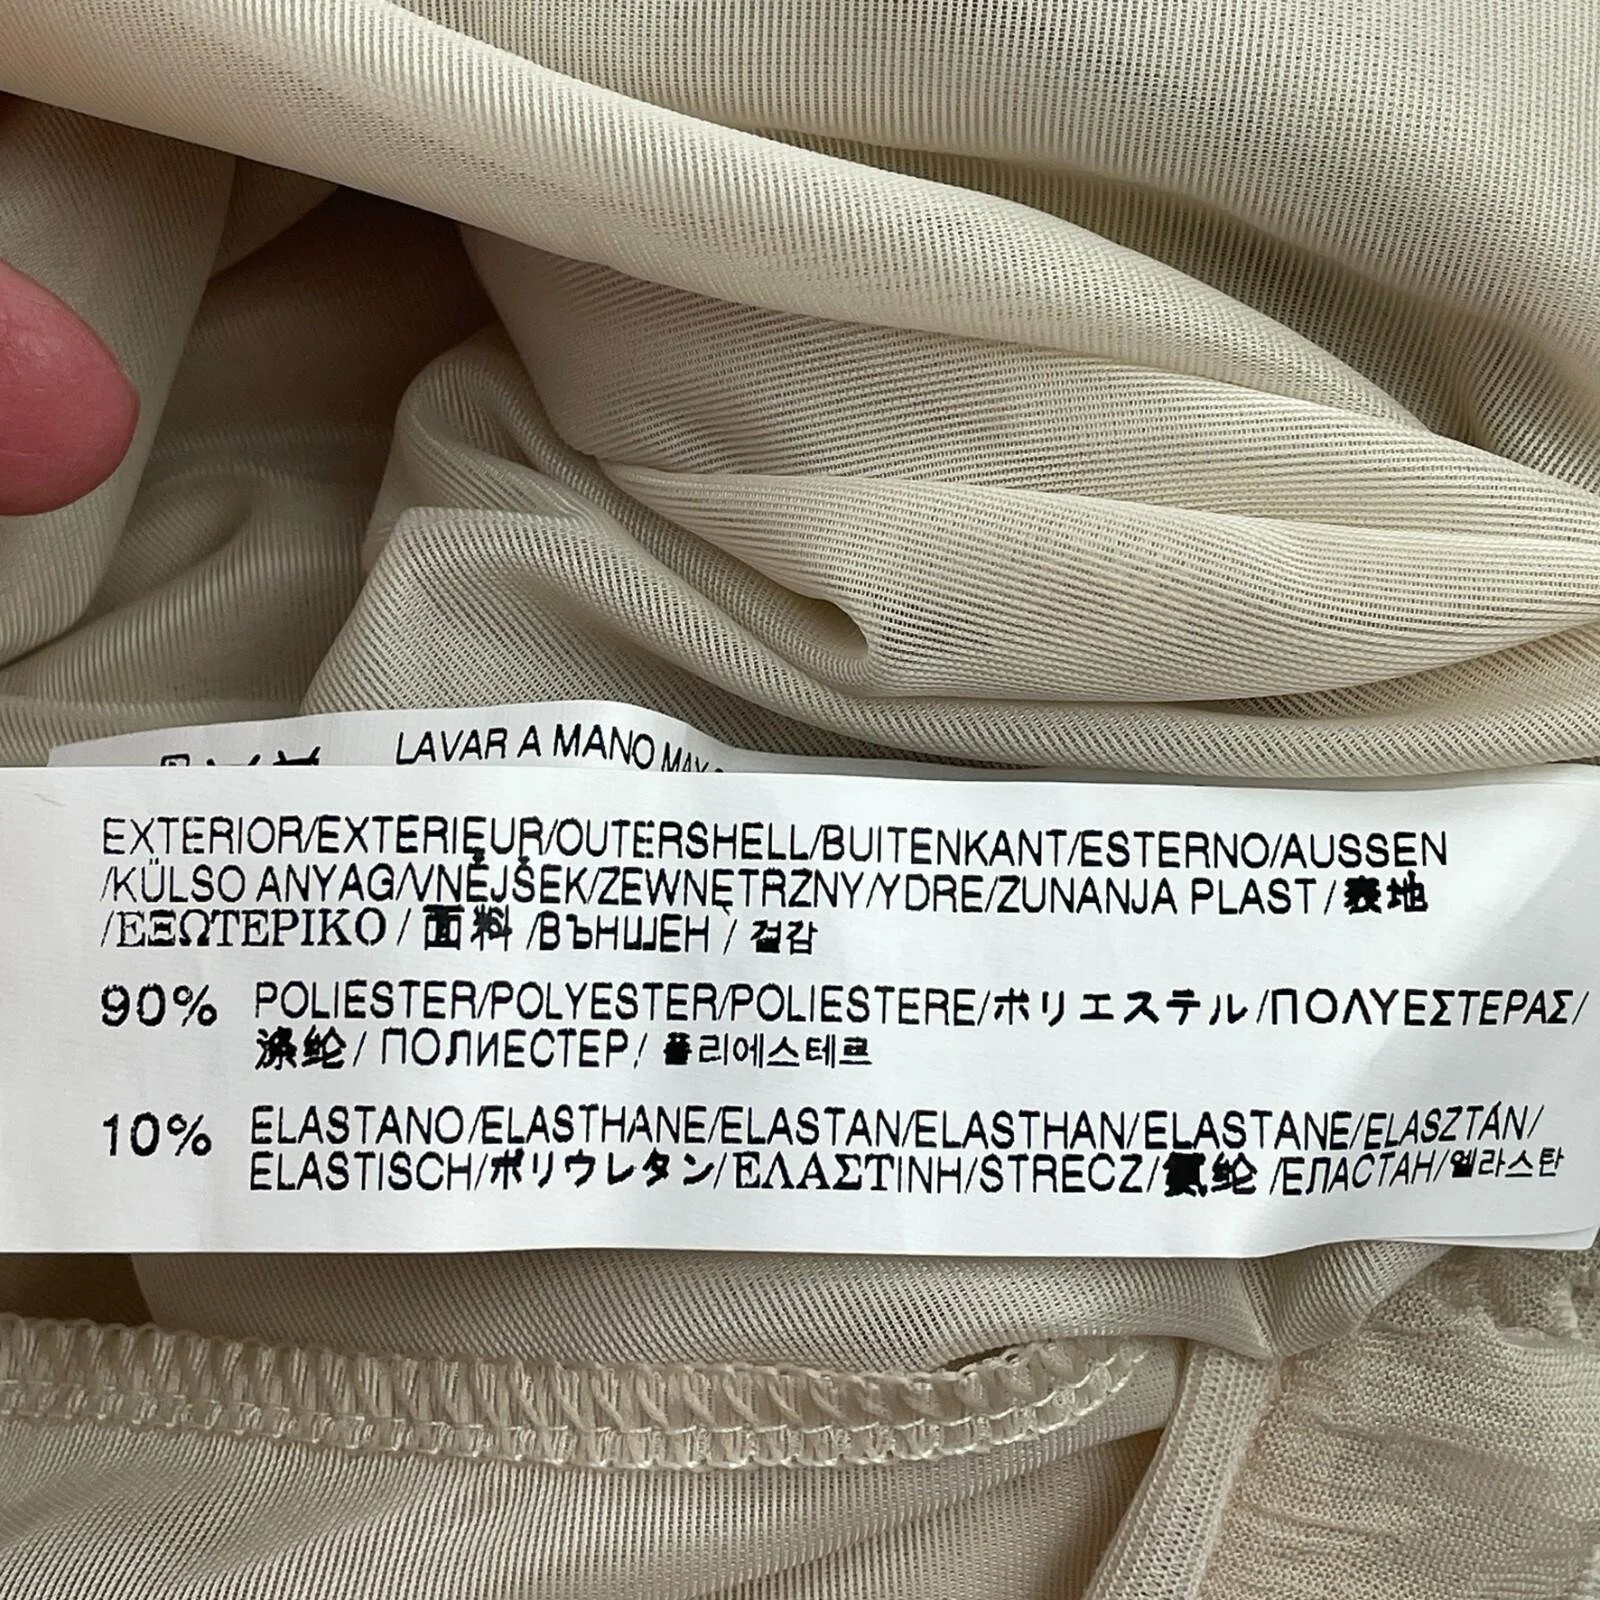 LAVAR A MANO
EXTERIOR/EXTERIEUR/OUTERSHELL/BUITENKANT/ESTERNO/AUSSEN
/KÜLSO ANYAG/VNĚJŠEK/ZEWNĘTRZNY/YDRE/ZUNANJA PLAST / 表地
/ΕΞΩΤΕΡΙΚΟ / 面料 /ВЪНШЕН / 겉감
90% POLIESTER/POLYESTER/POLIESTERE/ポリエステル/ΠΟΛΥΕΣΤΕΡΑΣ/
涤纶/ ПОЛИЕСТЕР/ 폴리에스테르
10% ELASTANO/ELASTHANE/ELASTAN/ELASTHAN/ELASTANE/ELASZTÁN/
ELASTISCH/ポリウレタン/ΕΛΑΣΤΙΝΗ/STRECZ/氨纶 /ЕЛАСТАН/엘라스탄